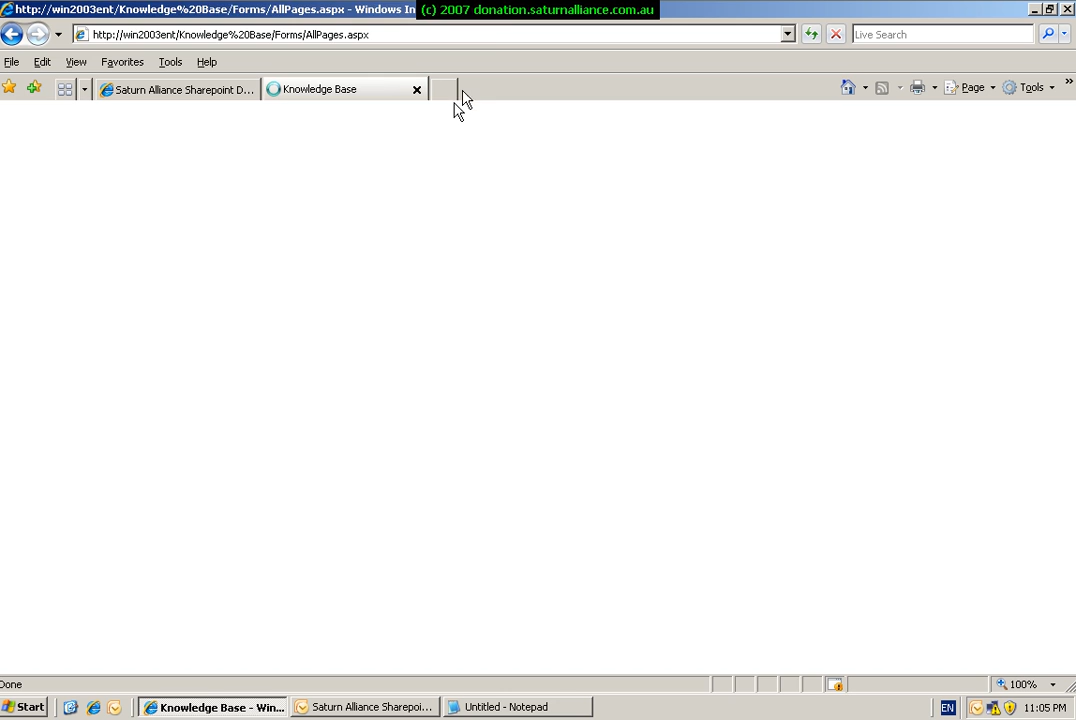 http://win2003ent/Knowledge%20Base/Forms/AllPages.aspx - Windows In
(c) 2007 donation.saturnalliance.com.au
http://win2003ent/Knowledge%20Base/Forms/AllPages.aspx
Live Search
File Edit View Favorites Tools Help
Saturn Alliance Sharepoint D...
Knowledge Base
Page
Tools
Done
100%
Start
Knowledge Base - Win...
Saturn Alliance Sharepoi...
Untitled - Notepad
EN
11:05 PM